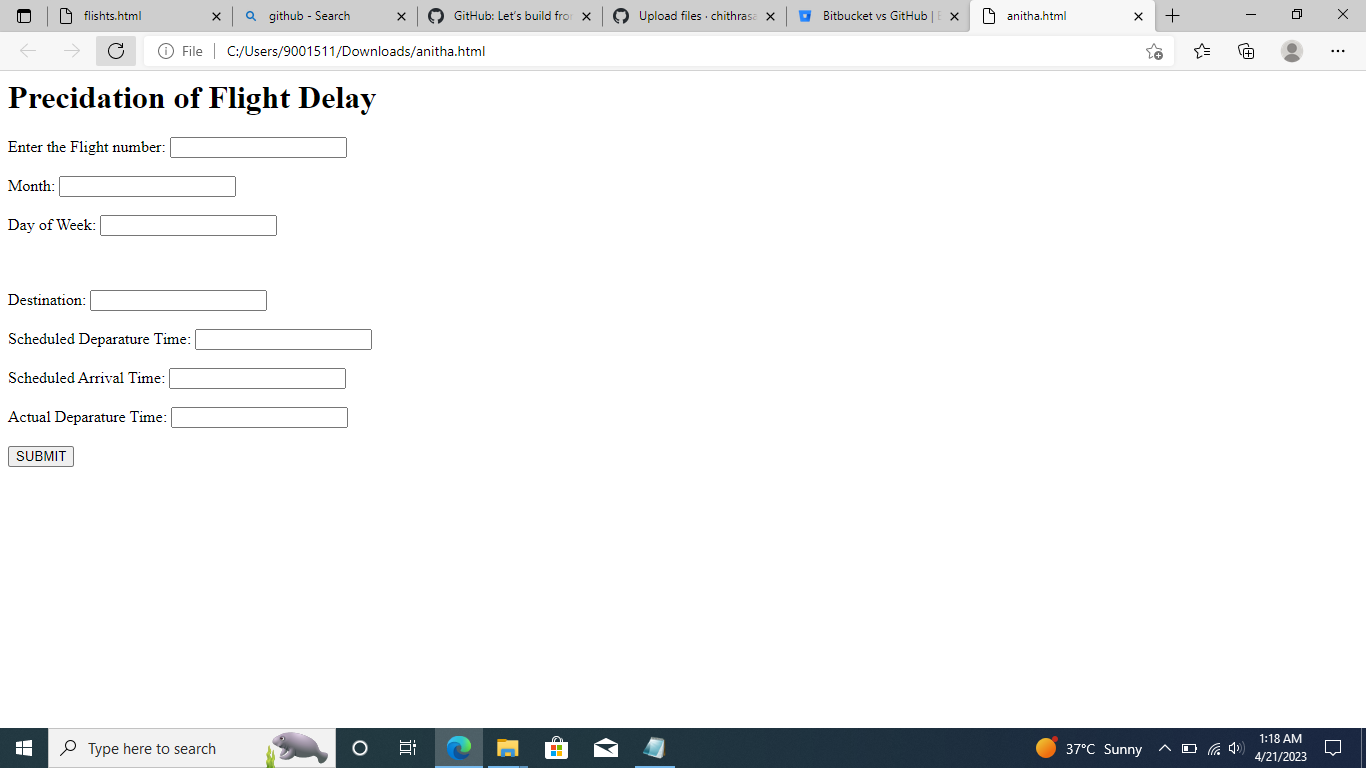 flishts.html
github - Search
GitHub: Let's build fro
Upload files · chithrasa
Bitbucket vs GitHub |
anitha.html
File
C:/Users/9001511/Downloads/anitha.html
Precidation of Flight Delay
Enter the Flight number:
Month:
Day of Week:
Destination:
Scheduled Deparature Time:
Scheduled Arrival Time:
Actual Deparature Time:
SUBMIT
Type here to search
37°C Sunny
1:18 AM
4/21/2023